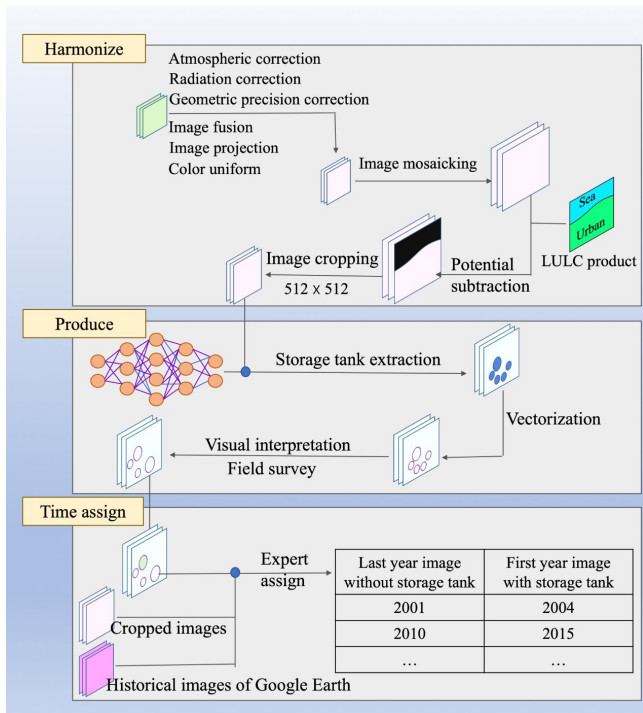 Harmonize
Atmospheric correction
Radiation correction
Geometric precision correction
Image fusion
Image projection
Color uniform
Image mosaicking
Sea
Urban
LULC product
Image cropping
512 × 512
Potential
subtraction
Produce
Storage tank extraction
Vectorization
Visual interpretation
Field survey
Time assign
Expert
assign
Cropped images
Historical images of Google Earth
Last year image
without storage tank
First year image
with storage tank
2001
2004
2010
2015
…
…